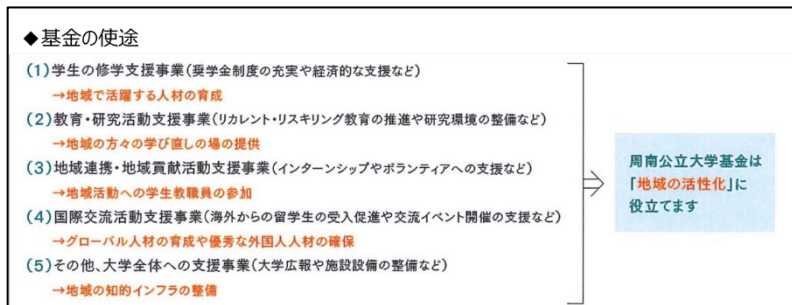 ◆基金の使途
(1)学生の修学支援事業(奨学金制度の充実や経済的な支援など)
→地域で活躍する人材の育成
(2)教育・研究活動支援事業(リカレント・リスキリング教育の推進や研究環境の整備など)
→地域の方々の学び直しの場の提供
(3)地域連携・地域貢献活動支援事業(インターンシップやボランティアへの支援など)
→地域活動への学生教職員の参加
(4)国際交流活動支援事業(海外からの留学生の受入促進や交流イベント開催の支援など)
→グローバル人材の育成や優秀な外国人人材の確保
(5)その他、大学全体への支援事業(大学広報や施設設備の整備など)
→地域の知的インフラの整備
周南公立大学基金は
「地域の活性化」に
役立てます